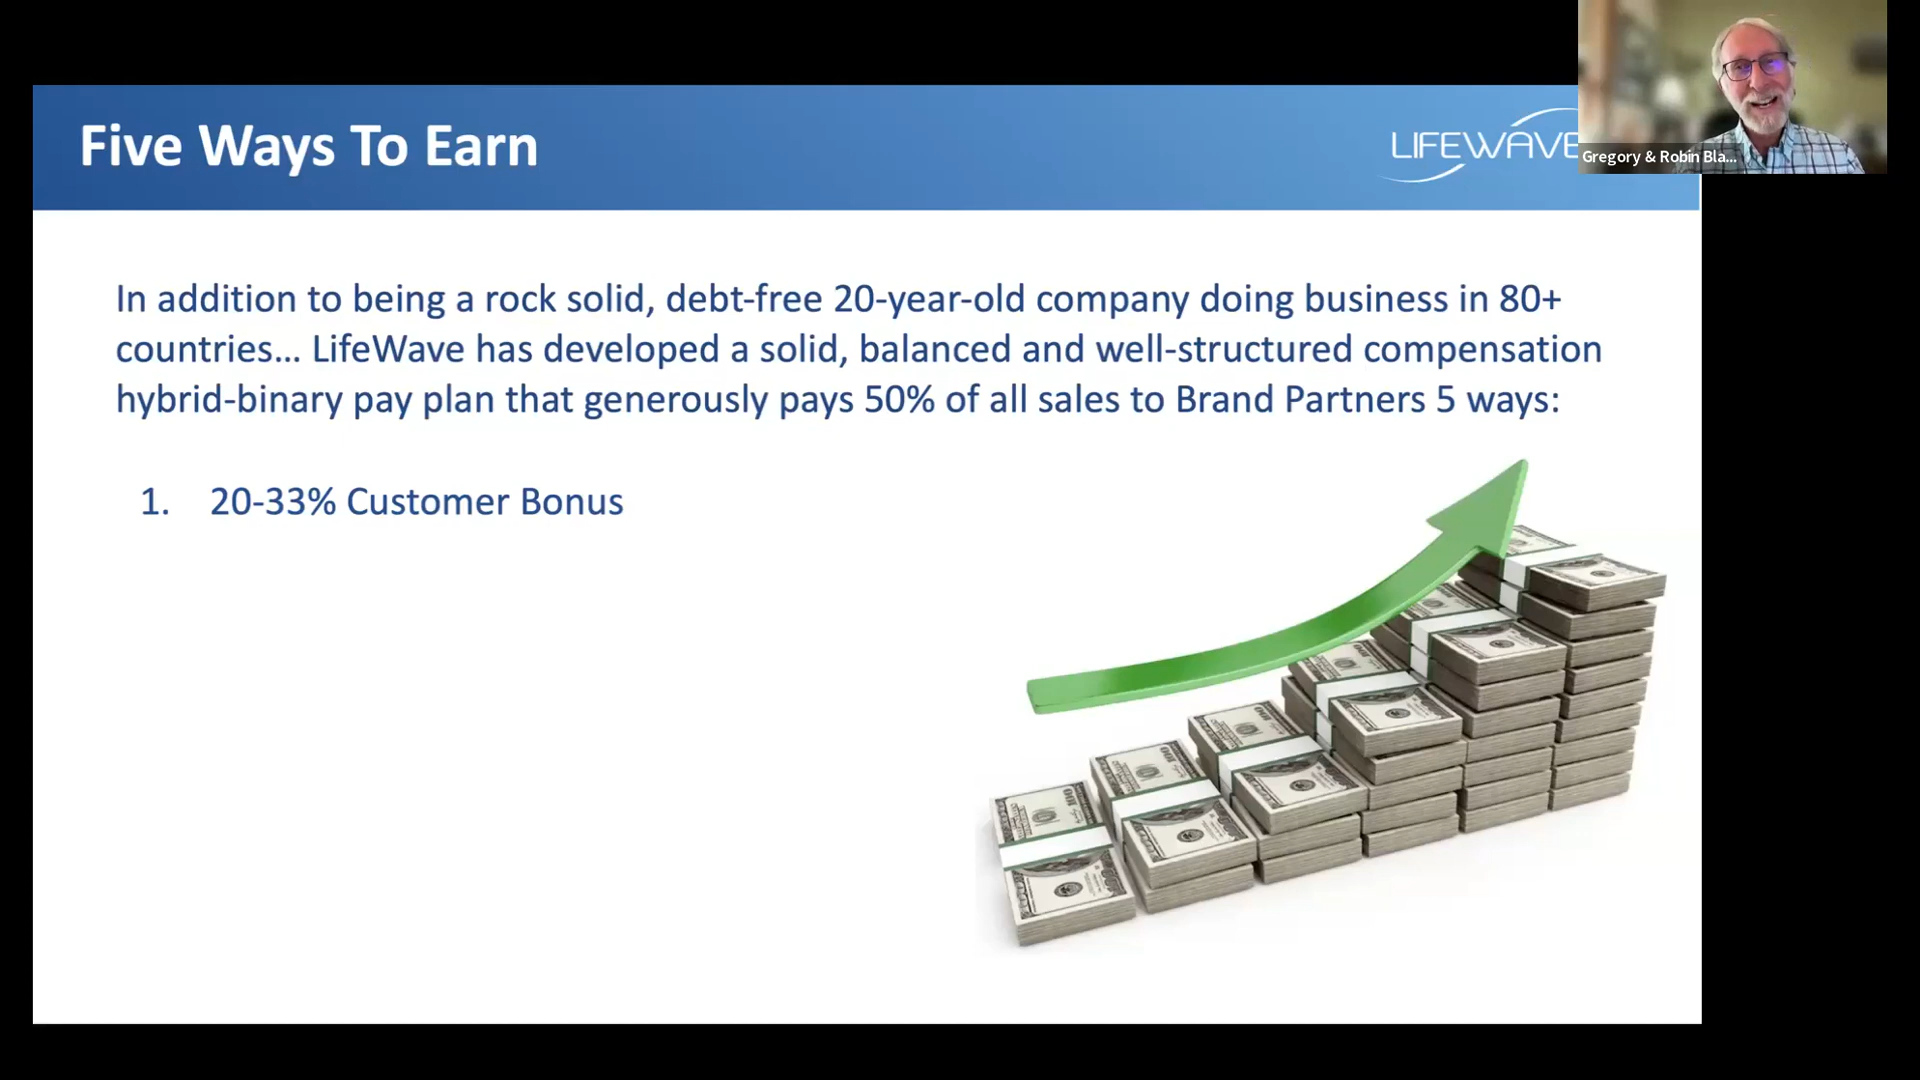 Five Ways To Earn
LIFEWAVE
Gregory & Robin Bla...
In addition to being a rock solid, debt-free 20-year-old company doing business in 80+
countries... LifeWave has developed a solid, balanced and well-structured compensation
hybrid-binary pay plan that generously pays 50% of all sales to Brand Partners 5 ways:
1. 20-33% Customer Bonus